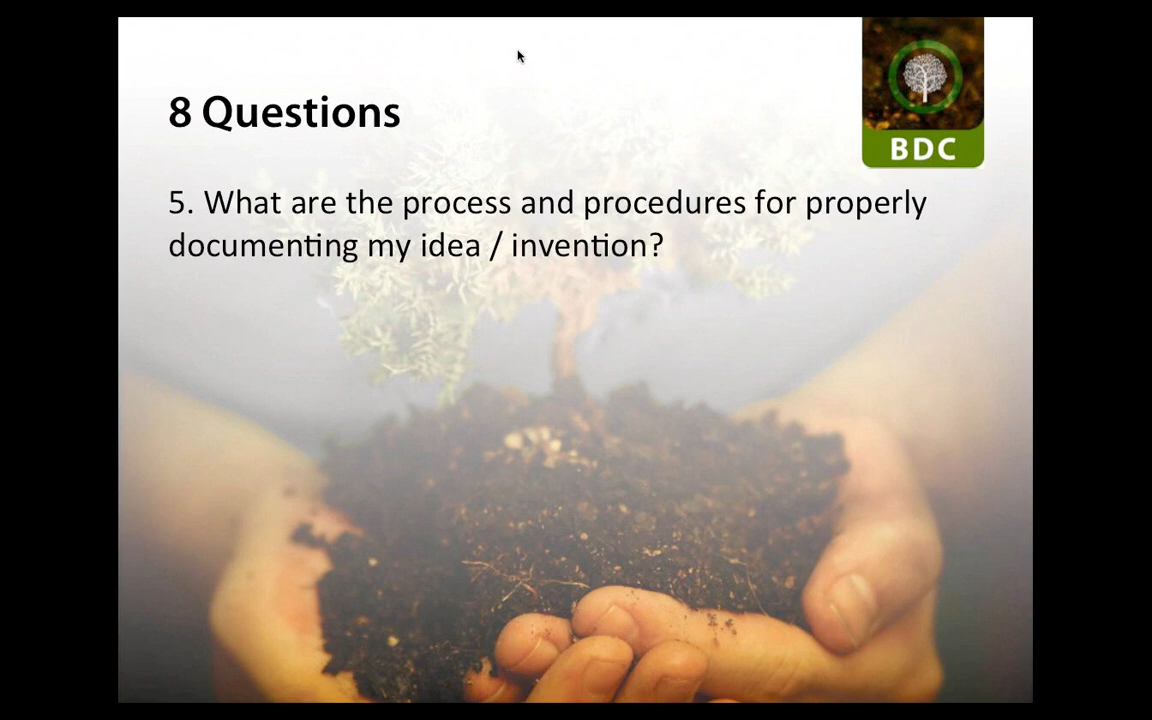 8 Questions
BDC
5. What are the process and procedures for properly
documenting my idea / invention?